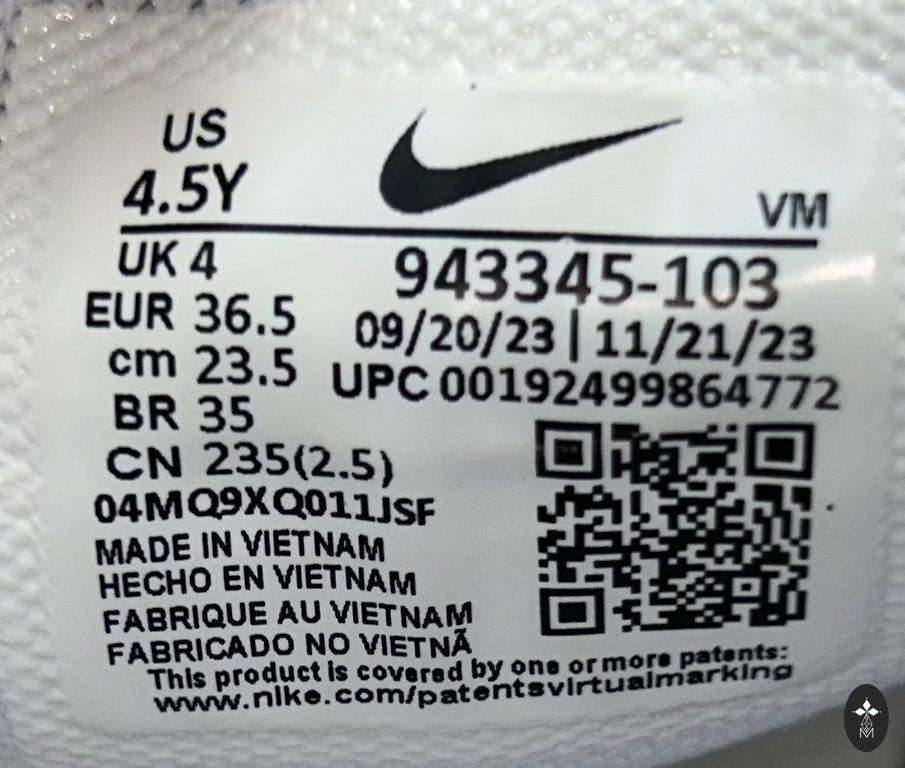 US
4.5Y
VM
UK 4
EUR 36.5
cm 23.5
BR 35
CN 235(2.5)
943345-103
09/20/23 | 11/21/23
UPC 00192499864772
04MQ9XQ011JSF
MADE IN VIETNAM
HECHO EN VIETNAM
FABRIQUE AU VIETNAM
FABRICADO NO VIETNÃ
This product is covered by one or more patents:
www.nike.com/patentsvirtualmarking
M